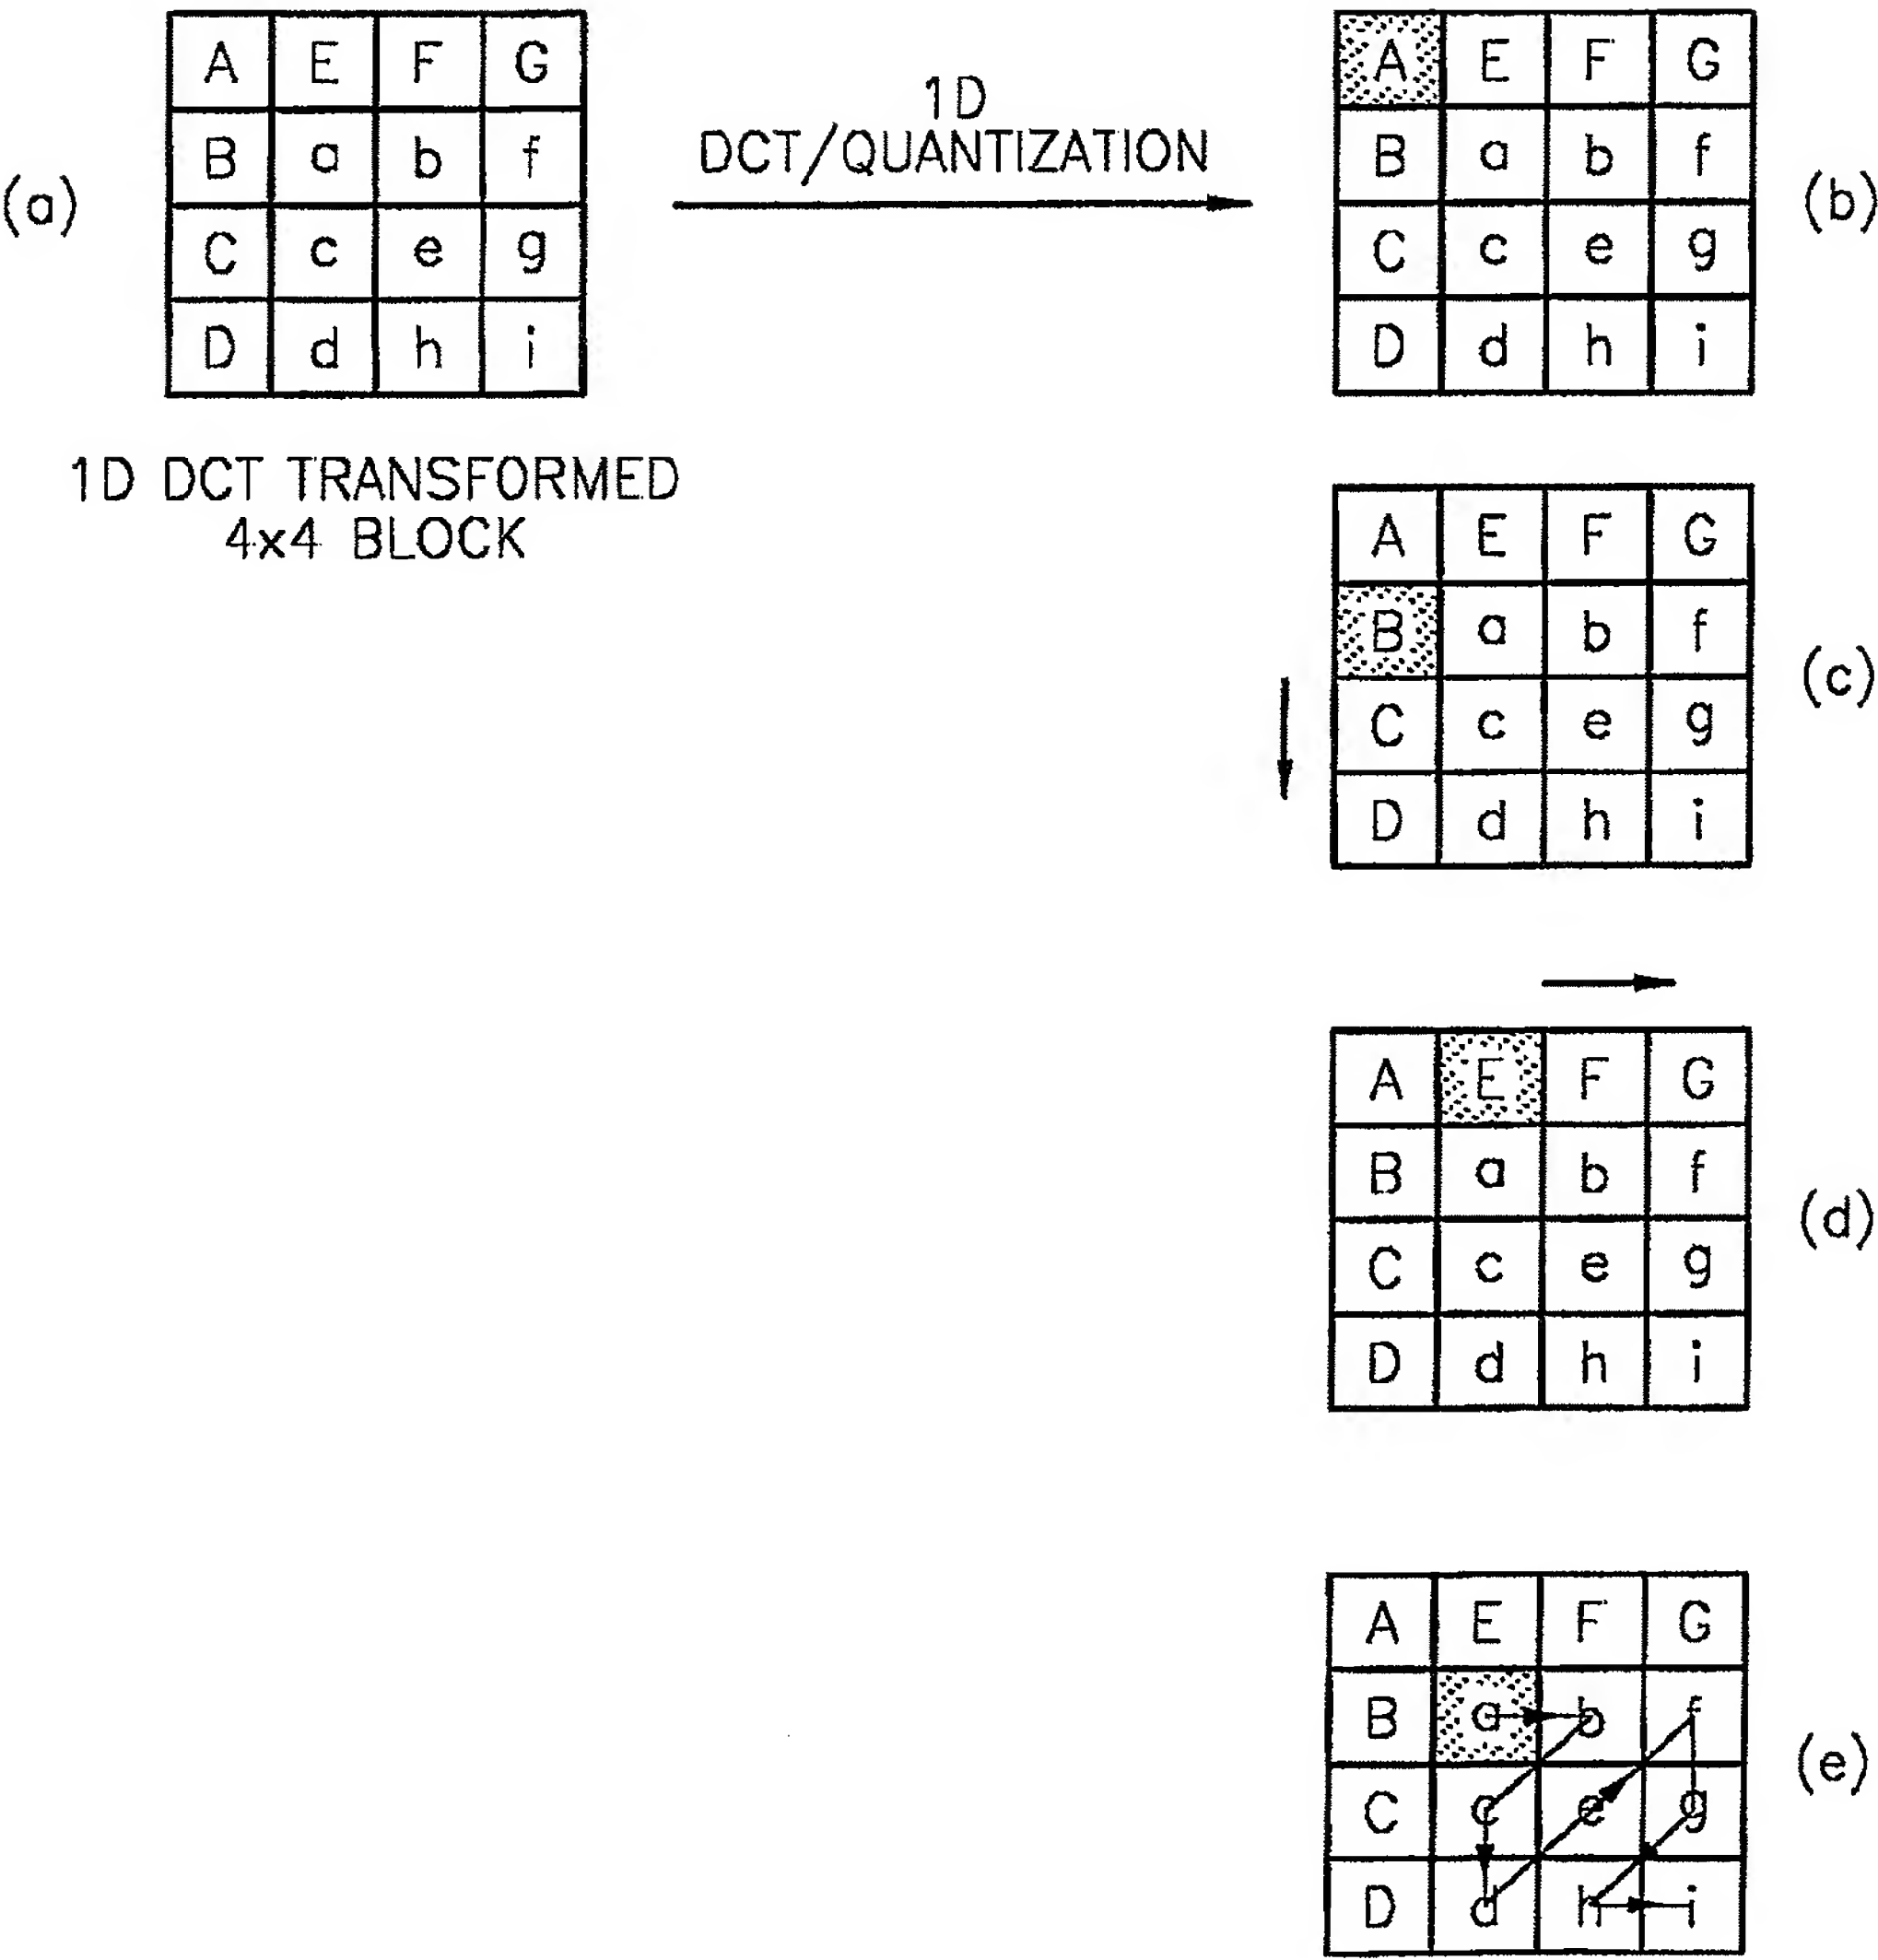 (a)
A E F G
B a b f
C c e g
D d h i
1D DCT TRANSFORMED
4x4 BLOCK
1D
DCT/QUANTIZATION
A E F G
B a b f
C c e g
D d h i
(b)
A E F G
B a b f
C c e g
D d h i
(c)
A E F G
B a b f
C c e g
D d h i
(d)
A E F G
B a b f
C c e g
D d h i
(e)